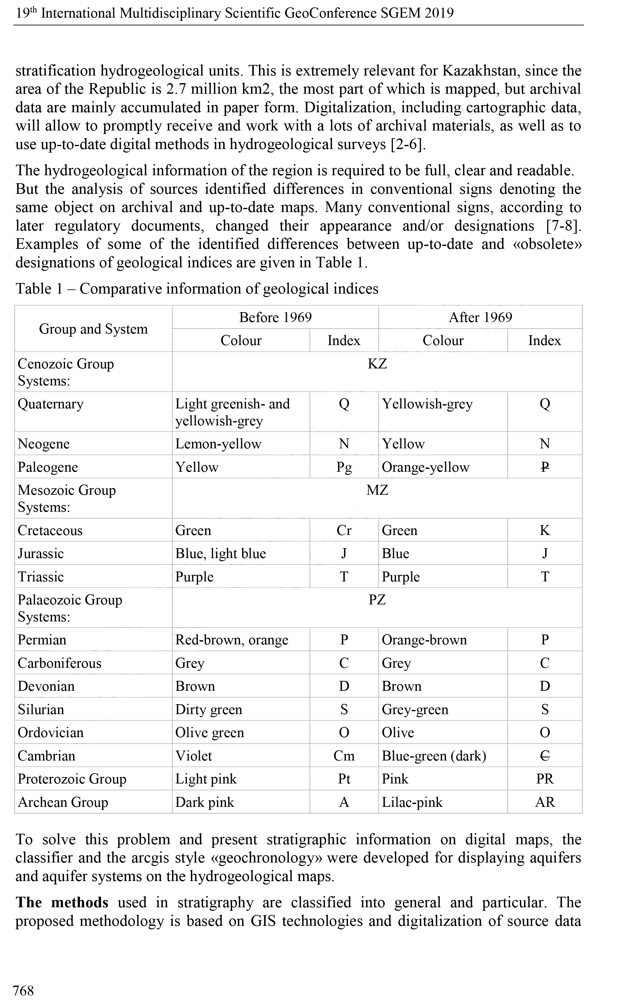 19th International Multidisciplinary Scientific GeoConference SGEM 2019
stratification hydrogeological units. This is extremely relevant for Kazakhstan, since the
area of the Republic is 2.7 million km2, the most part of which is mapped, but archival
data are mainly accumulated in paper form. Digitalization, including cartographic data,
will allow to promptly receive and work with a lots of archival materials, as well as to
use up-to-date digital methods in hydrogeological surveys [2-6].
The hydrogeological information of the region is required to be full, clear and readable.
But the analysis of sources identified differences in conventional signs denoting the
same object on archival and up-to-date maps. Many conventional signs, according to
later regulatory documents, changed their appearance and/or designations [7-8].
Examples of some of the identified differences between up-to-date and «obsolete»
designations of geological indices are given in Table 1.
Table 1 – Comparative information of geological indices
Group and System Before 1969 After 1969
Colour Index Colour Index
Cenozoic Group KZ
Systems:
Quaternary Light greenish- and Q Yellowish-grey Q
yellowish-grey
Neogene Lemon-yellow N Yellow N
Paleogene Yellow Pg Orange-yellow ₽
Mesozoic Group MZ
Systems:
Cretaceous Green Cr Green K
Jurassic Blue, light blue J Blue J
Triassic Purple T Purple T
Palaeozoic Group PZ
Systems:
Permian Red-brown, orange P Orange-brown P
Carboniferous Grey C Grey C
Devonian Brown D Brown D
Silurian Dirty green S Grey-green S
Ordovician Olive green O Olive O
Cambrian Violet Cm Blue-green (dark) Є
Proterozoic Group Light pink Pt Pink PR
Archean Group Dark pink A Lilac-pink AR
To solve this problem and present stratigraphic information on digital maps, the
classifier and the arcgis style «geochronology» were developed for displaying aquifers
and aquifer systems on the hydrogeological maps.
The methods used in stratigraphy are classified into general and particular. The
proposed methodology is based on GIS technologies and digitalization of source data
768